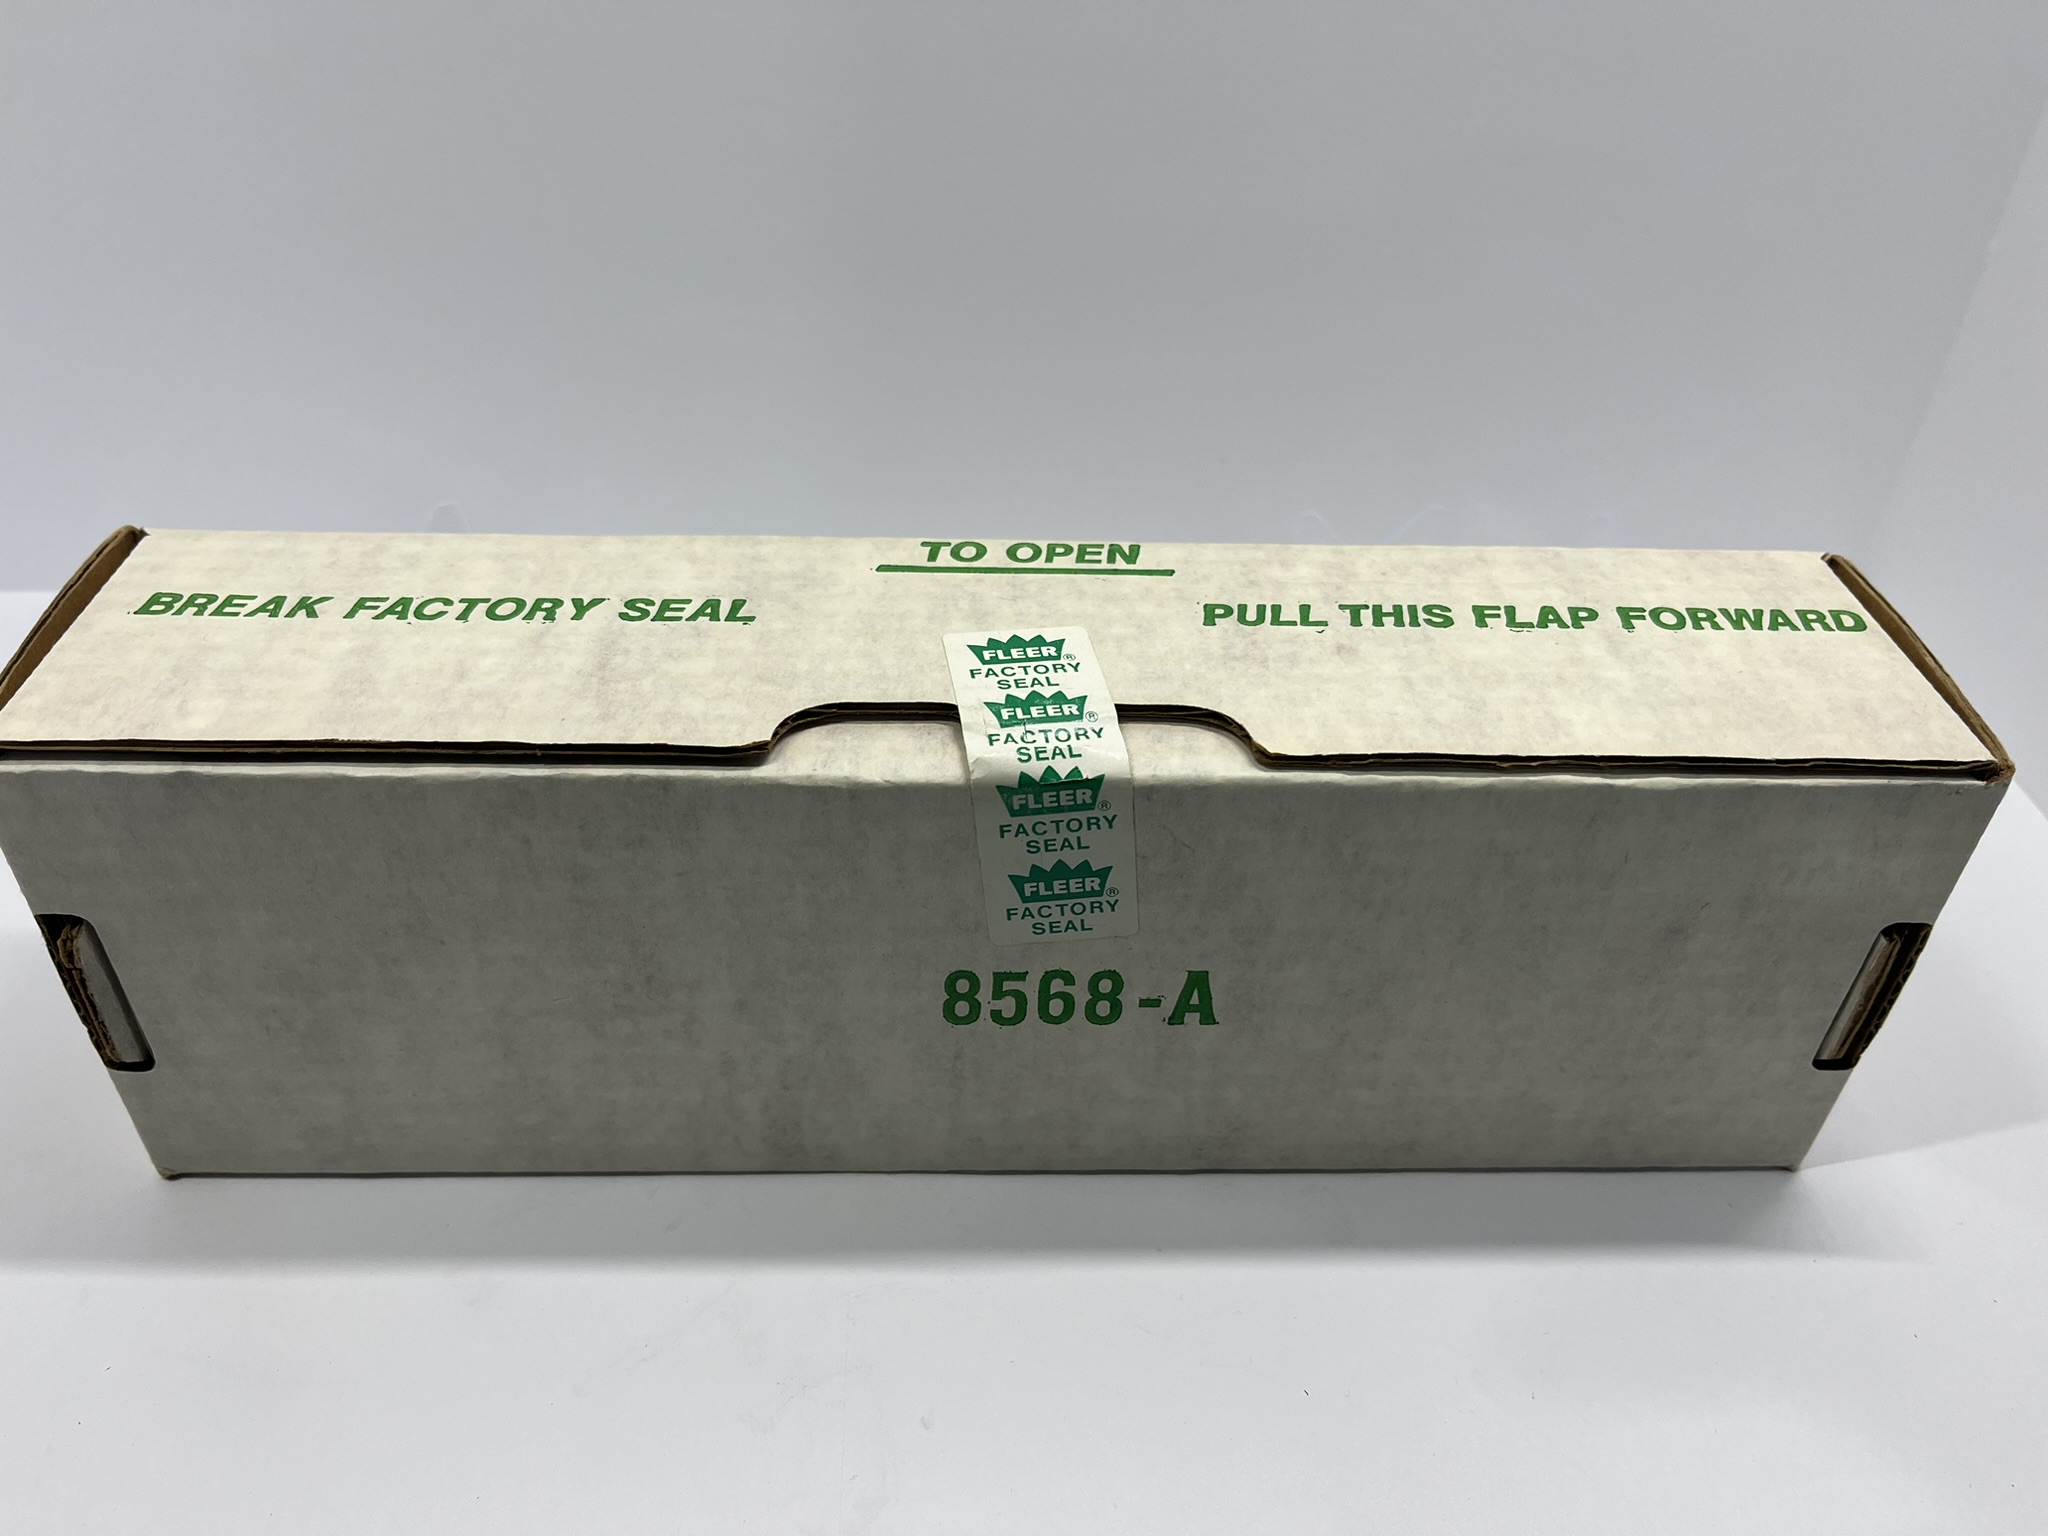 TO OPEN
BREAK FACTORY SEAL
PULL THIS FLAP FORWARD
FLEER®
FACTORY
SEAL
FLEER®
FACTORY
SEAL
FLEER®
FACTORY
SEAL
FLEER®
FACTORY
SEAL
8568-A